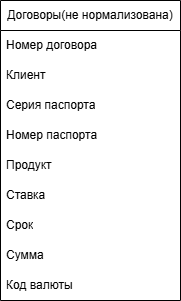 Договоры(не нормализована)
Номер договора
Клиент
Серия паспорта
Номер паспорта
Продукт
Ставка
Срок
Сумма
Код валюты